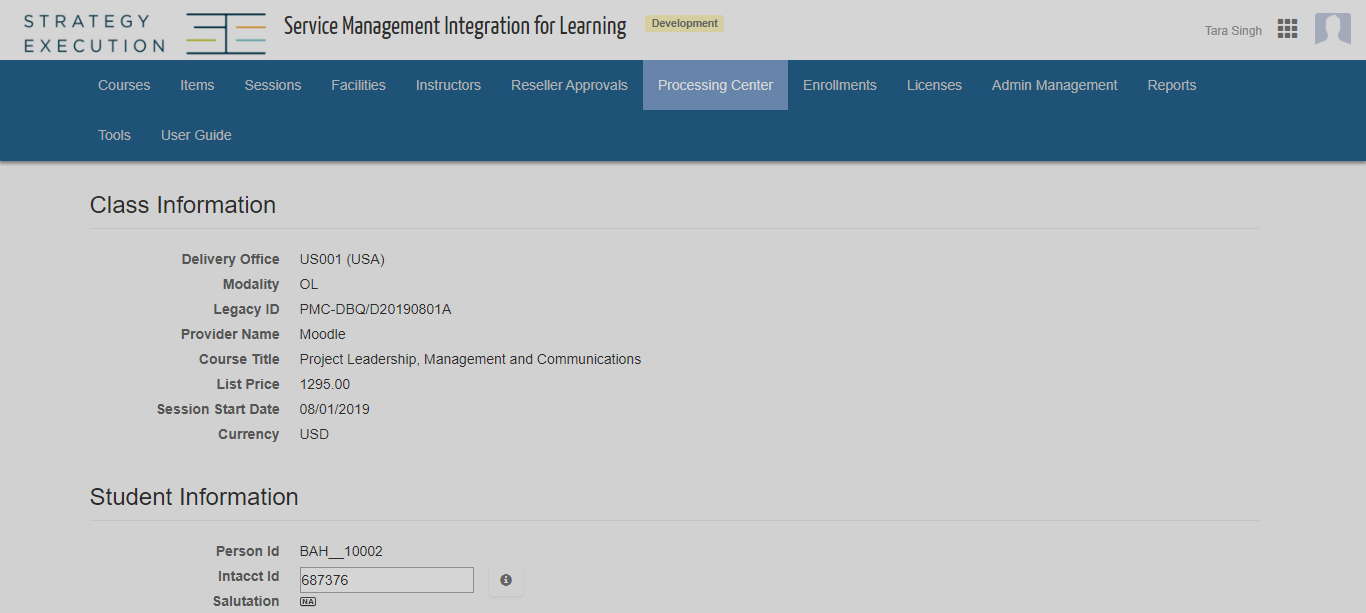 STRATEGY
EXECUTION
Service Management Integration for Learning
Development
Tara Singh
Courses Items Sessions Facilities Instructors Reseller Approvals Processing Center Enrollments Licenses Admin Management Reports
Tools User Guide
Class Information
Delivery Office US001 (USA)
Modality OL
Legacy ID PMC-DBQ/D20190801A
Provider Name Moodle
Course Title Project Leadership, Management and Communications
List Price 1295.00
Session Start Date 08/01/2019
Currency USD
Student Information
Person Id BAH__10002
Intacct Id 687376
Salutation NA